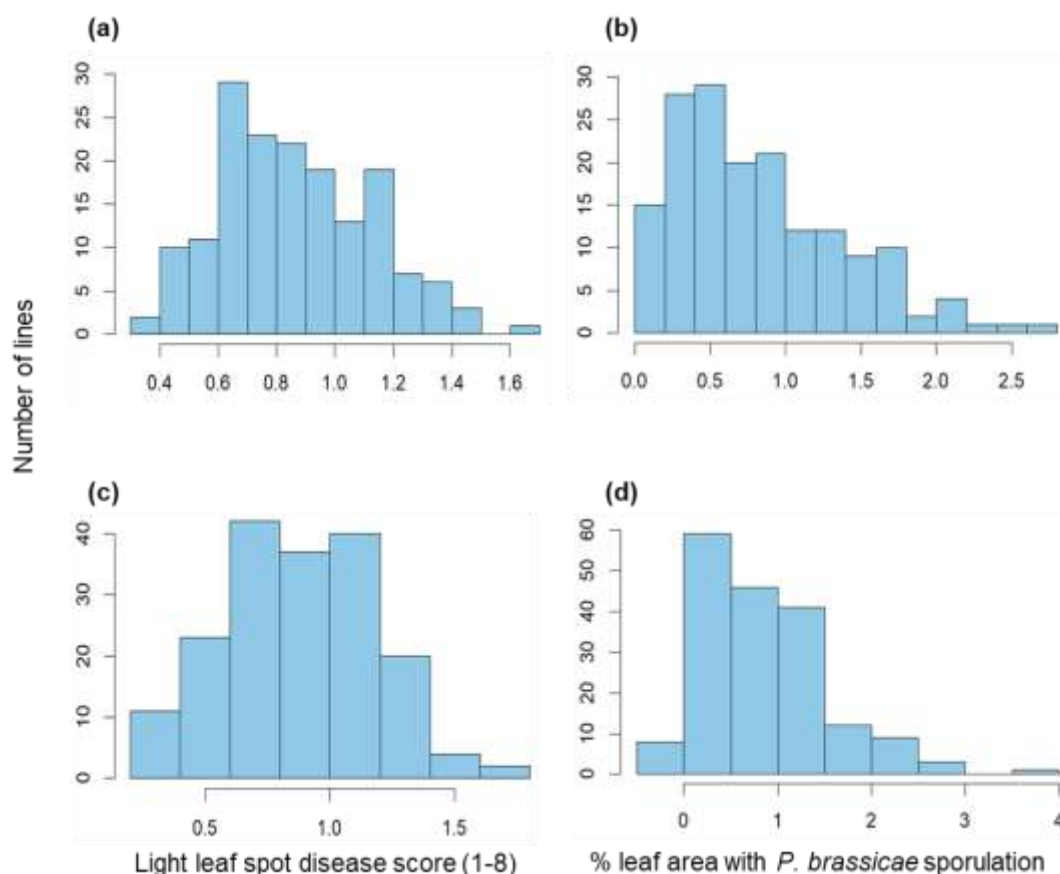 (a)
(b)
Number of lines
30
25
20
15
10
5
0
0.4 0.6 0.8 1.0 1.2 1.4 1.6
30
25
20
15
10
5
0
0.0 0.5 1.0 1.5 2.0 2.5
(c)
(d)
40
30
20
10
0
0.5 1.0 1.5
Light leaf spot disease score (1-8)
60
50
40
30
20
10
0
0 1 2 3 4
% leaf area with P. brassicae sporulation